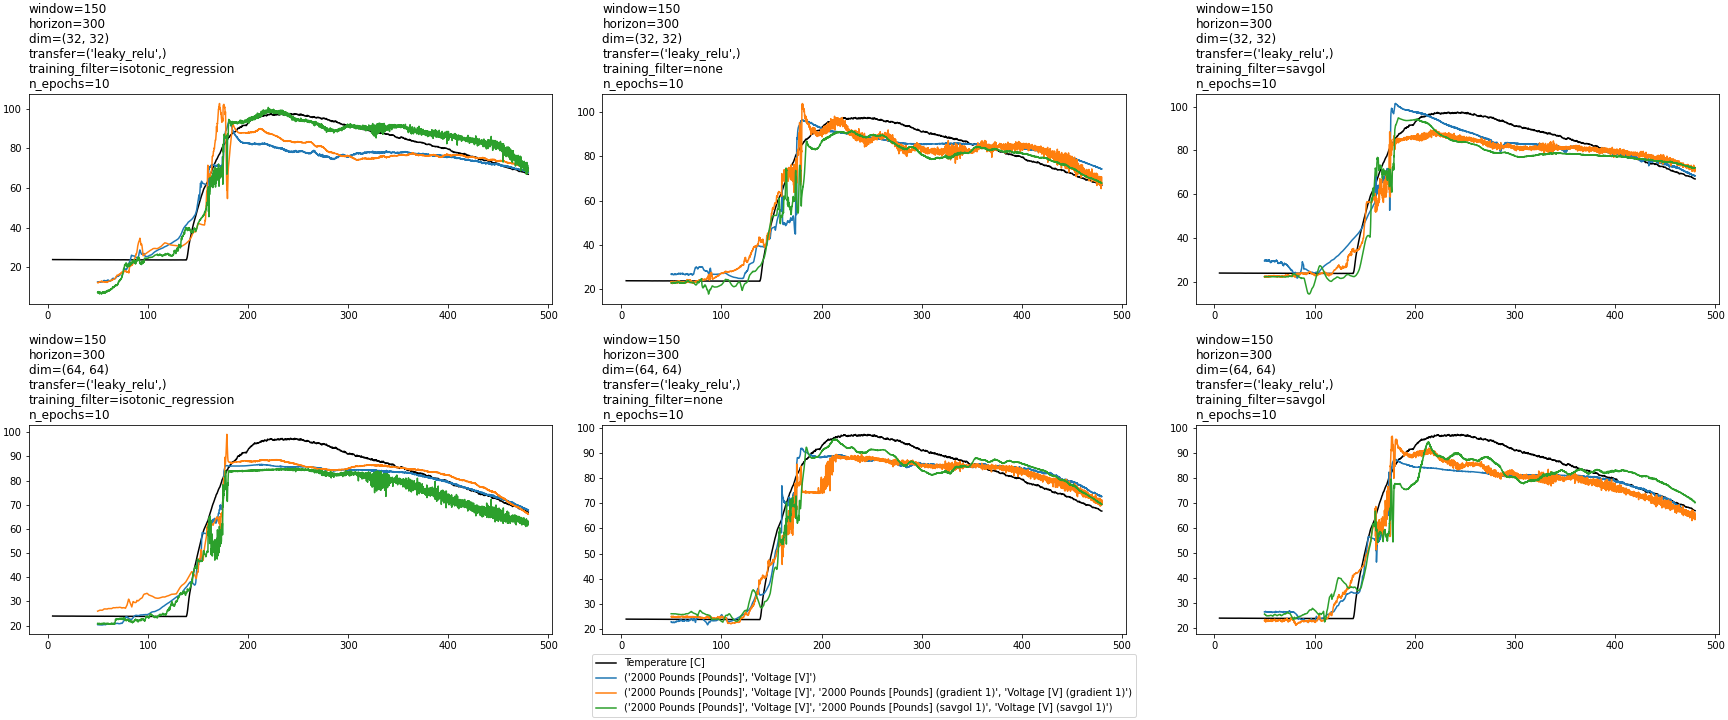 window=150
horizon=300
dim=(32, 32)
transfer=('leaky_relu',)
training_filter=isotonic_regression
n_epochs=10
100
80
60
40
20
0 100 200 300 400 500
window=150
horizon=300
dim=(32, 32)
transfer=('leaky_relu',)
training_filter=none
n_epochs=10
100
80
60
40
20
0 100 200 300 400 500
window=150
horizon=300
dim=(32, 32)
transfer=('leaky_relu',)
training_filter=savgol
n_epochs=10
100
80
60
40
20
0 100 200 300 400 500
window=150
horizon=300
dim=(64, 64)
transfer=('leaky_relu',)
training_filter=isotonic_regression
n_epochs=10
100
90
80
70
60
50
40
30
20
0 100 200 300 400 500
window=150
horizon=300
dim=(64, 64)
transfer=('leaky_relu',)
training_filter=none
n_epochs=10
100
90
80
70
60
50
40
30
20
0 100 200 300 400 500
window=150
horizon=300
dim=(64, 64)
transfer=('leaky_relu',)
training_filter=savgol
n_epochs=10
100
90
80
70
60
50
40
30
20
0 100 200 300 400 500
Temperature [C]
('2000 Pounds [Pounds]', 'Voltage [V]')
('2000 Pounds [Pounds]', 'Voltage [V]', '2000 Pounds [Pounds] (gradient 1)', 'Voltage [V] (gradient 1)')
('2000 Pounds [Pounds]', 'Voltage [V]', '2000 Pounds [Pounds] (savgol 1)', 'Voltage [V] (savgol 1)')